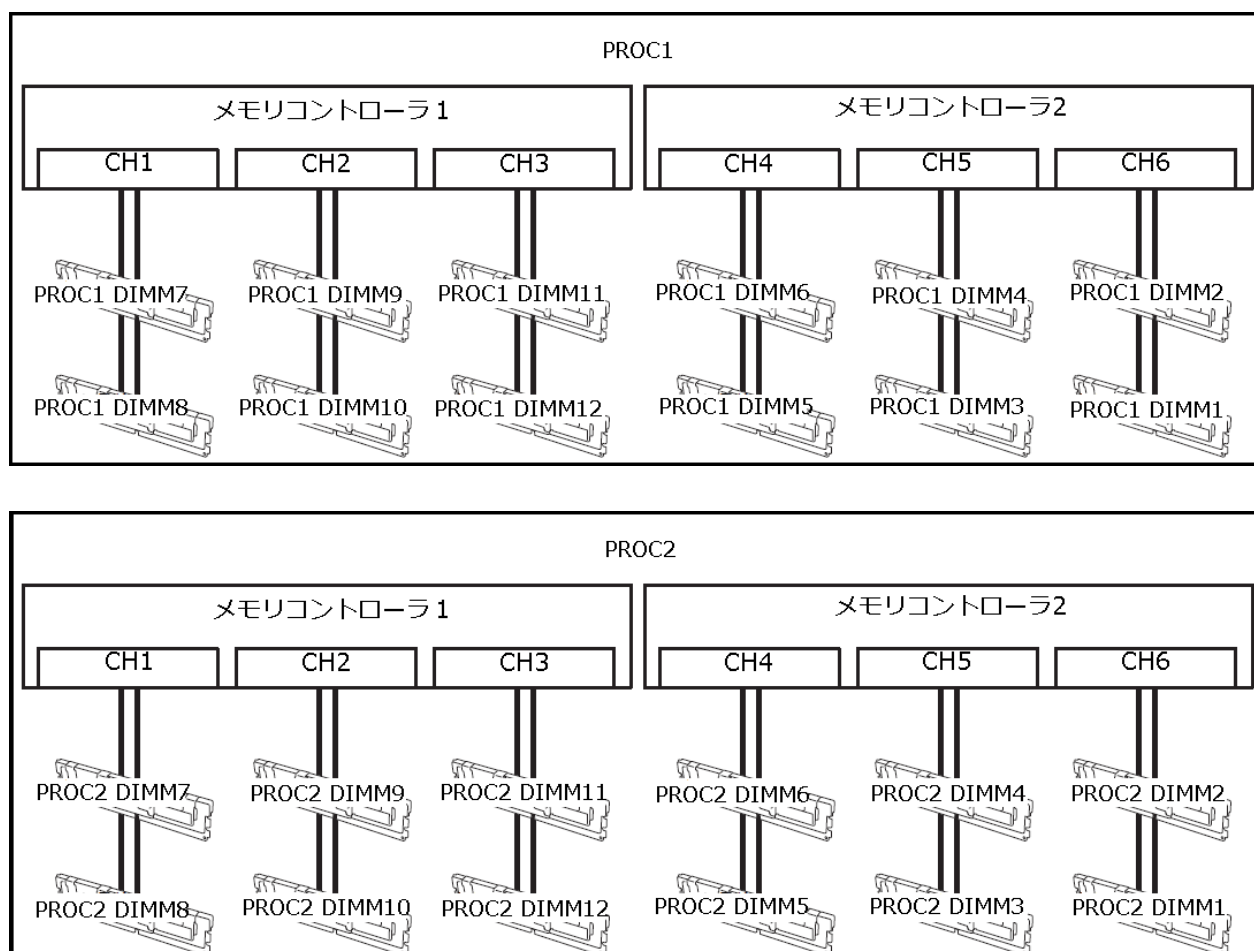 PROC1
メモリコントローラ1 メモリコントローラ2
CH1 CH2 CH3 CH4 CH5 CH6
PROC1 DIMM7 PROC1 DIMM9 PROC1 DIMM11 PROC1 DIMM6 PROC1 DIMM4 PROC1 DIMM2
PROC1 DIMM8 PROC1 DIMM10 PROC1 DIMM12 PROC1 DIMM5 PROC1 DIMM3 PROC1 DIMM1
PROC2
メモリコントローラ1 メモリコントローラ2
CH1 CH2 CH3 CH4 CH5 CH6
PROC2 DIMM7 PROC2 DIMM9 PROC2 DIMM11 PROC2 DIMM6 PROC2 DIMM4 PROC2 DIMM2
PROC2 DIMM8 PROC2 DIMM10 PROC2 DIMM12 PROC2 DIMM5 PROC2 DIMM3 PROC2 DIMM1